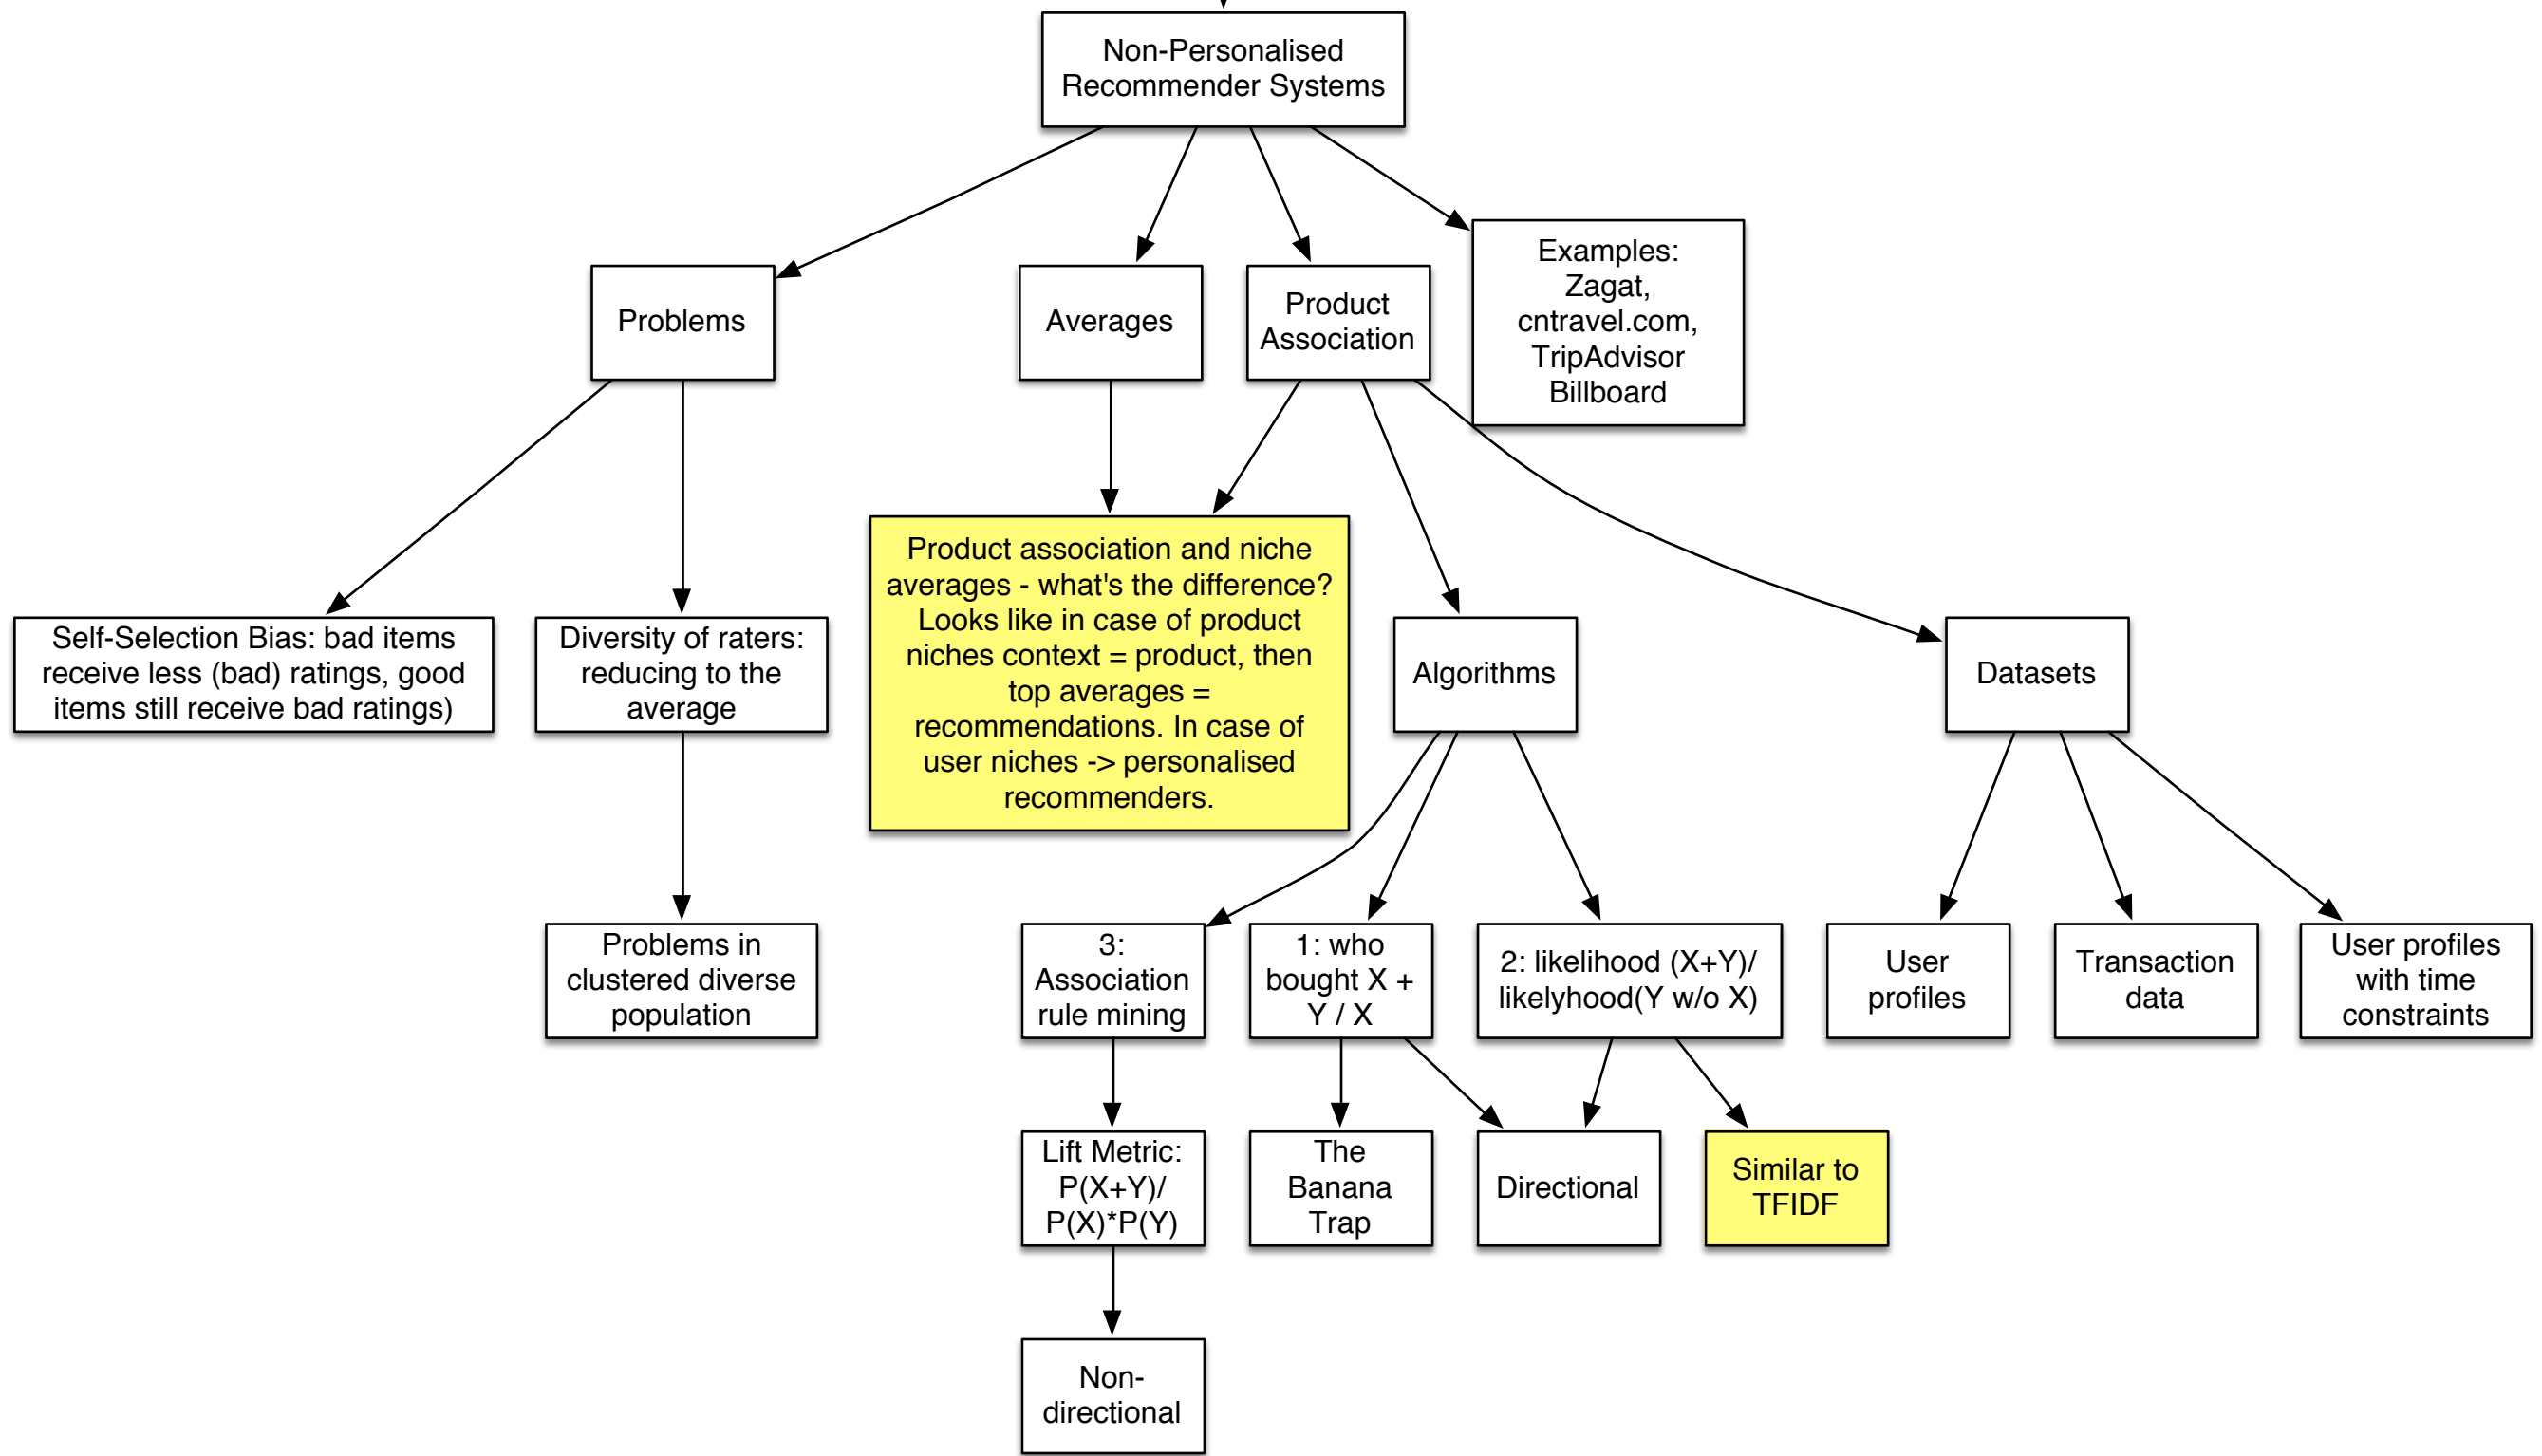 Non-Personalised
Recommender Systems
Problems
Averages
Product
Association
Examples:
Zagat,
cntravel.com,
TripAdvisor
Billboard
Product association and niche
averages - what's the difference?
Looks like in case of product
niches context = product, then
top averages =
recommendations. In case of
user niches -> personalised
recommenders.
Self-Selection Bias: bad items
receive less (bad) ratings, good
items still receive bad ratings)
Diversity of raters:
reducing to the
average
Algorithms
Datasets
Problems in
clustered diverse
population
3:
Association
rule mining
1: who
bought X +
Y / X
2: likelihood (X+Y)/
likelyhood(Y w/o X)
User
profiles
Transaction
data
User profiles
with time
constraints
Lift Metric:
P(X+Y)/
P(X)*P(Y)
The
Banana
Trap
Directional
Similar to
TFIDF
Non-
directional